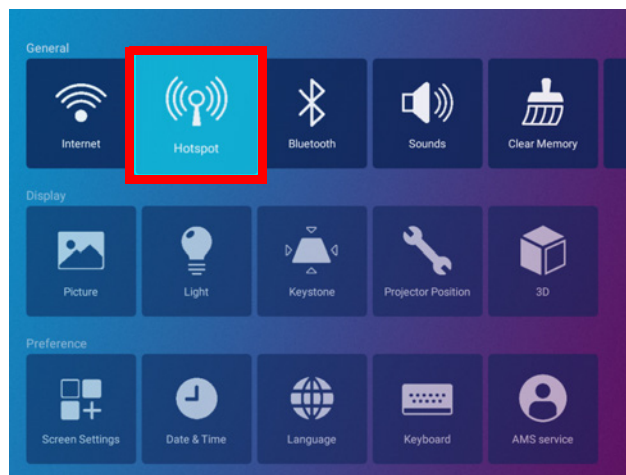 General
Internet
Hotspot
Bluetooth
Sounds
Clear Memory
Display
Picture
Light
Keystone
Projector Position
3D
Preference
Screen Settings
Date & Time
Language
Keyboard
AMS service